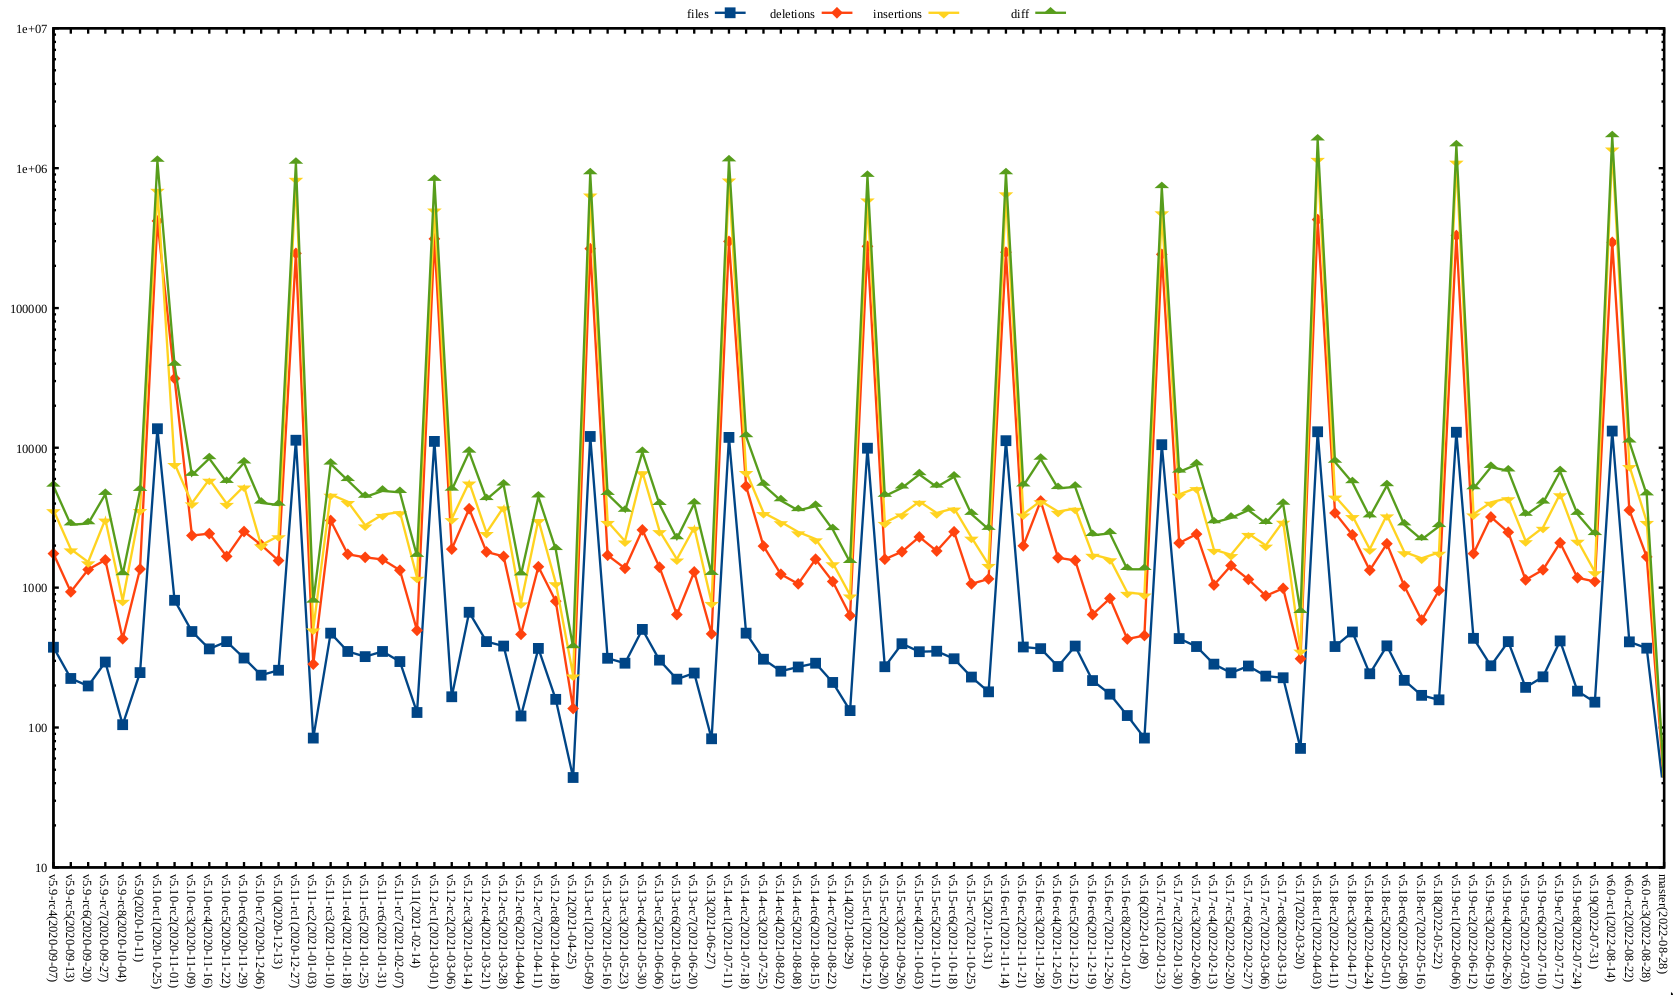 files
deletions
insertions
diff
1e+07
1e+06
100000
10000
1000
100
10
v5.9-rc4(2020-09-07)
v5.9-rc5(2020-09-13)
v5.9-rc6(2020-09-20)
v5.9-rc7(2020-09-27)
v5.9-rc8(2020-10-04)
v5.9(2020-10-11)
v5.10-rc1(2020-10-25)
v5.10-rc2(2020-11-01)
v5.10-rc3(2020-11-09)
v5.10-rc4(2020-11-16)
v5.10-rc5(2020-11-22)
v5.10-rc6(2020-11-29)
v5.10-rc7(2020-12-06)
v5.10(2020-12-13)
v5.11-rc1(2020-12-27)
v5.11-rc2(2021-01-03)
v5.11-rc3(2021-01-10)
v5.11-rc4(2021-01-18)
v5.11-rc5(2021-01-25)
v5.11-rc6(2021-01-31)
v5.11-rc7(2021-02-07)
v5.11(2021-02-14)
v5.12-rc1(2021-03-01)
v5.12-rc2(2021-03-06)
v5.12-rc3(2021-03-14)
v5.12-rc4(2021-03-21)
v5.12-rc5(2021-03-28)
v5.12-rc6(2021-04-04)
v5.12-rc7(2021-04-11)
v5.12-rc8(2021-04-18)
v5.12(2021-04-25)
v5.13-rc1(2021-05-09)
v5.13-rc2(2021-05-16)
v5.13-rc3(2021-05-23)
v5.13-rc4(2021-05-30)
v5.13-rc5(2021-06-06)
v5.13-rc6(2021-06-13)
v5.13-rc7(2021-06-20)
v5.13(2021-06-27)
v5.14-rc1(2021-07-11)
v5.14-rc2(2021-07-18)
v5.14-rc3(2021-07-25)
v5.14-rc4(2021-08-02)
v5.14-rc5(2021-08-08)
v5.14-rc6(2021-08-15)
v5.14-rc7(2021-08-22)
v5.14(2021-08-29)
v5.15-rc1(2021-09-12)
v5.15-rc2(2021-09-20)
v5.15-rc3(2021-09-26)
v5.15-rc4(2021-10-03)
v5.15-rc5(2021-10-11)
v5.15-rc6(2021-10-18)
v5.15-rc7(2021-10-25)
v5.15(2021-10-31)
v5.16-rc1(2021-11-14)
v5.16-rc2(2021-11-21)
v5.16-rc3(2021-11-28)
v5.16-rc4(2021-12-05)
v5.16-rc5(2021-12-12)
v5.16-rc6(2021-12-19)
v5.16-rc7(2021-12-26)
v5.16-rc8(2022-01-02)
v5.16(2022-01-09)
v5.17-rc1(2022-01-23)
v5.17-rc2(2022-01-30)
v5.17-rc3(2022-02-06)
v5.17-rc4(2022-02-13)
v5.17-rc5(2022-02-20)
v5.17-rc6(2022-02-27)
v5.17-rc7(2022-03-06)
v5.17-rc8(2022-03-13)
v5.17(2022-03-20)
v5.18-rc1(2022-04-03)
v5.18-rc2(2022-04-11)
v5.18-rc3(2022-04-17)
v5.18-rc4(2022-04-24)
v5.18-rc5(2022-05-01)
v5.18-rc6(2022-05-08)
v5.18-rc7(2022-05-16)
v5.18(2022-05-22)
v5.19-rc1(2022-06-06)
v5.19-rc2(2022-06-12)
v5.19-rc3(2022-06-19)
v5.19-rc4(2022-06-26)
v5.19-rc5(2022-07-03)
v5.19-rc6(2022-07-10)
v5.19-rc7(2022-07-17)
v5.19-rc8(2022-07-24)
v5.19(2022-07-31)
v6.0-rc1(2022-08-14)
v6.0-rc2(2022-08-22)
v6.0-rc3(2022-08-28)
master(2022-08-28)